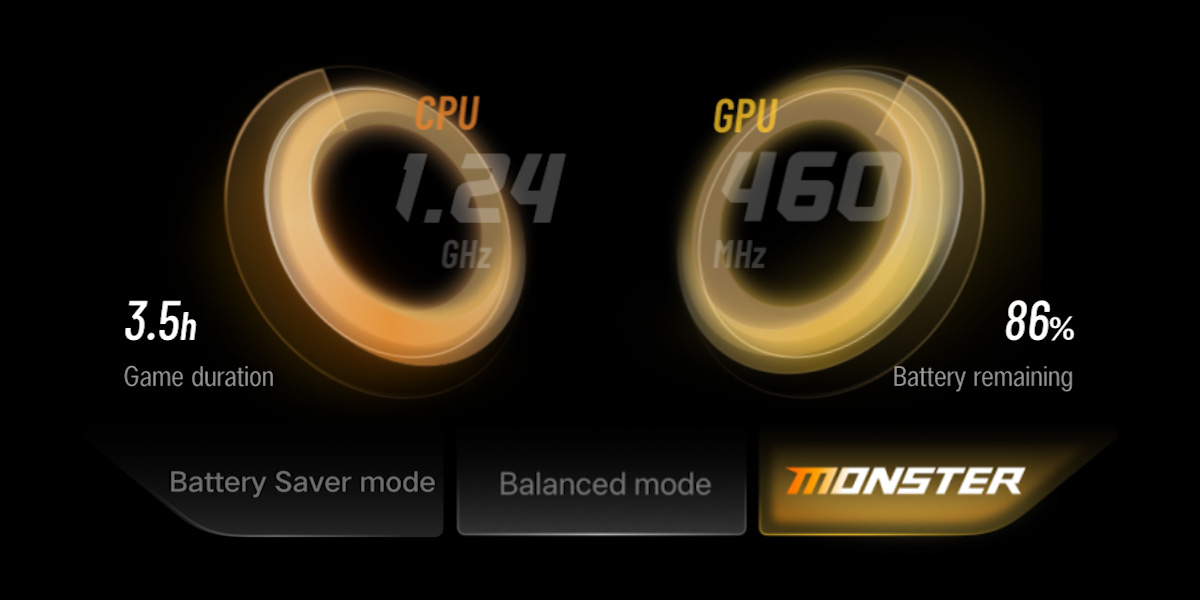 CPU
1.24
GHz
GPU
460
MHz
3.5h
Game duration
86%
Battery remaining
Battery Saver mode
Balanced mode
MONSTER